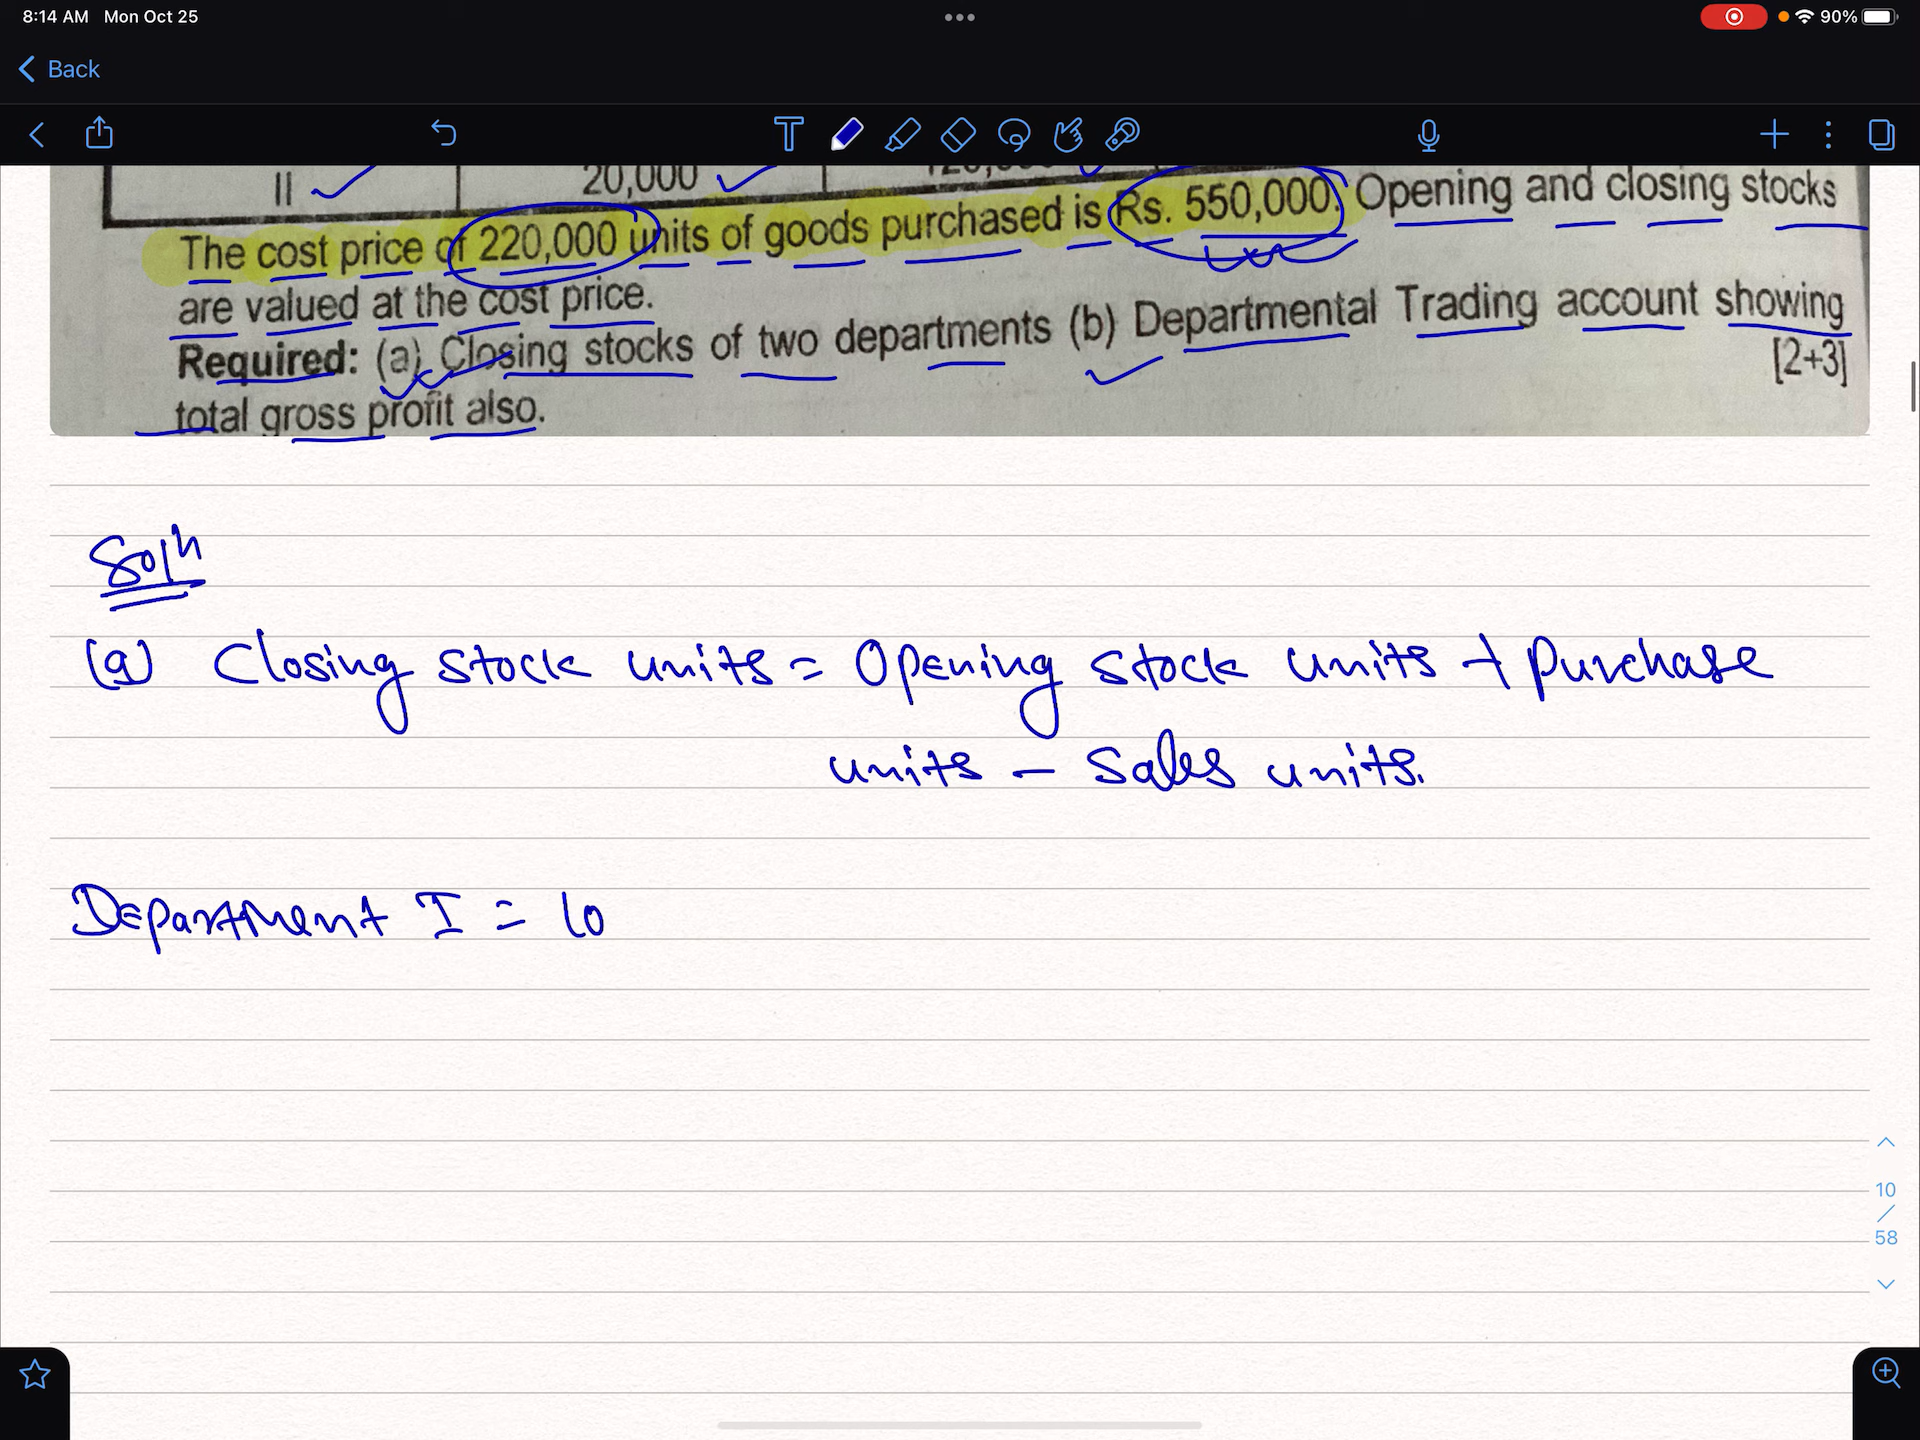 8:14 AM Mon Oct 25
90%
Back
II 20,000
The cost price of 220,000 units of goods purchased is Rs. 550,000. Opening and closing stocks
are valued at the cost price.
Required: (a) Closing stocks of two departments (b) Departmental Trading account showing
total gross profit also. [2+3]
Soln
(a) Closing stock units = Opening stock units + Purchase
units - Sales units.
Department I = 10
10
/
58